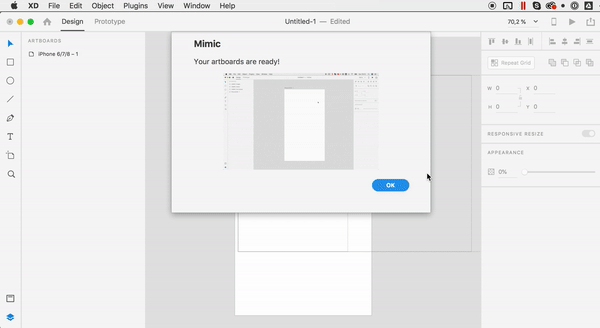 XD File Edit Object Plugins View Window Help
Design Prototype Untitled-1 — Edited 70,2 %
ARTBOARDS
iPhone 6/7/8 – 1
Mimic
Your artboards are ready!
OK
Repeat Grid
W 0 X 0
H 0 Y 0
RESPONSIVE RESIZE
APPEARANCE
0%